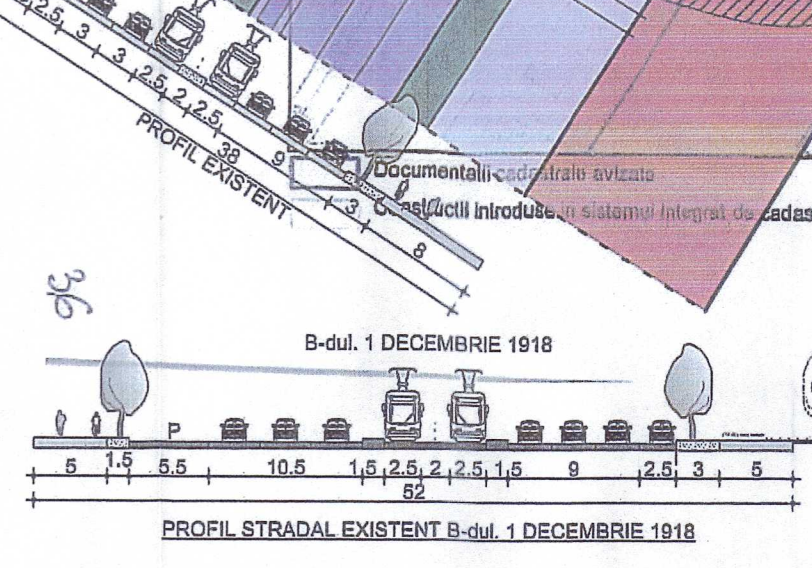 2.5 3 3 2.5 2 2.5 9 3 8
38
PROFIL EXISTENT
Documentatii cadastrale avizate
Constructii introduse in sistemul integrat de cadas
36
B-dul. 1 DECEMBRIE 1918
P
5 1.5 5.5 10.5 1,5 2.5 2 2.5 1,5 9 2.5 3 5
52
PROFIL STRADAL EXISTENT B-dul. 1 DECEMBRIE 1918